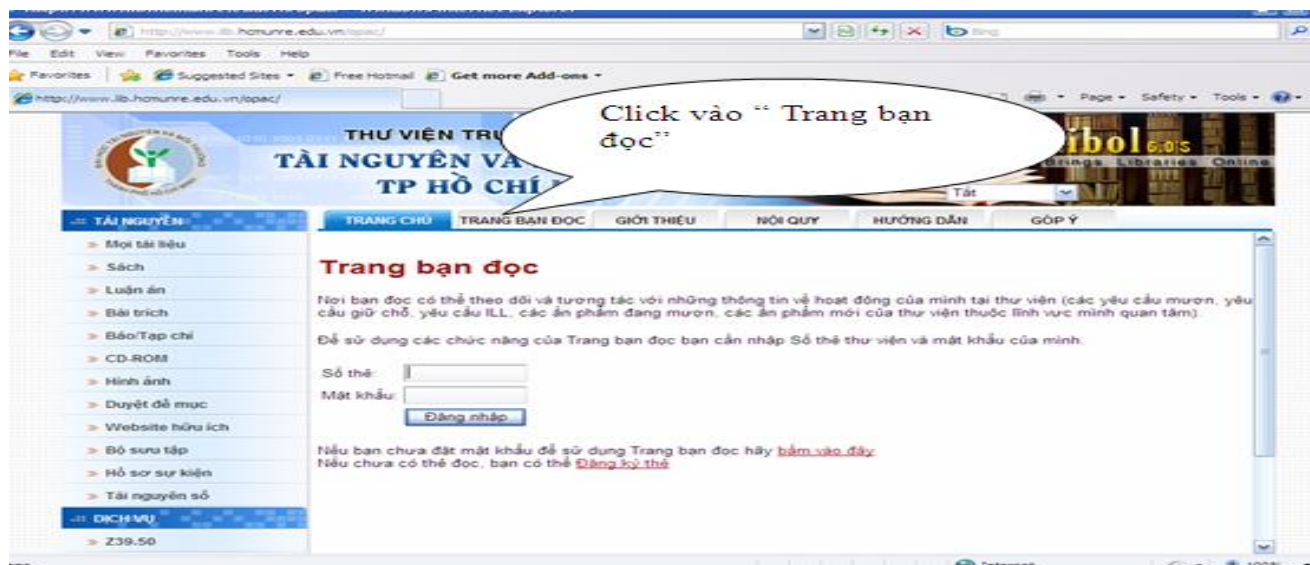 http://www.lib.hcmunre.edu.vn/opac/
Bing
File Edit View Favorites Tools Help
Favorites Suggested Sites Free Hotmail Get more Add-ons
http://www.lib.hcmunre.edu.vn/opac/
Page Safety Tools
Click vào “ Trang bạn
đọc”
THƯ VIỆN
TÀI NGUYÊN VÀ
TP HỒ CHÍ
ibol 6.0's
Brings Libraries Online
Tắt
TÀI NGUYÊN
TRANG CHỦ TRANG BẠN ĐỌC GIỚI THIỆU NỘI QUY HƯỚNG DẪN GÓP Ý
Mọi tài liệu
Sách
Luận án
Bài trích
Báo/Tạp chí
CD-ROM
Hình ảnh
Duyệt đề mục
Website hữu ích
Bộ sưu tập
Hồ sơ sự kiện
Tài nguyên số
DỊCH VỤ
Z39.50
Trang bạn đọc
Nơi bạn đọc có thể theo dõi và tương tác với những thông tin về hoạt động của mình tại thư viện (các yêu cầu mượn, yêu
cầu giữ chỗ, yêu cầu ILL, các ấn phẩm đang mượn, các ấn phẩm mới của thư viện thuộc lĩnh vực mình quan tâm).
Để sử dụng các chức năng của Trang bạn đọc bạn cần nhập Số thẻ thư viện và mật khẩu của mình.
Số thẻ:
Mật khẩu:
Đăng nhập
Nếu bạn chưa đặt mật khẩu để sử dụng Trang bạn đọc hãy bấm vào đây
Nếu chưa có thẻ đọc, bạn có thể Đăng ký thẻ